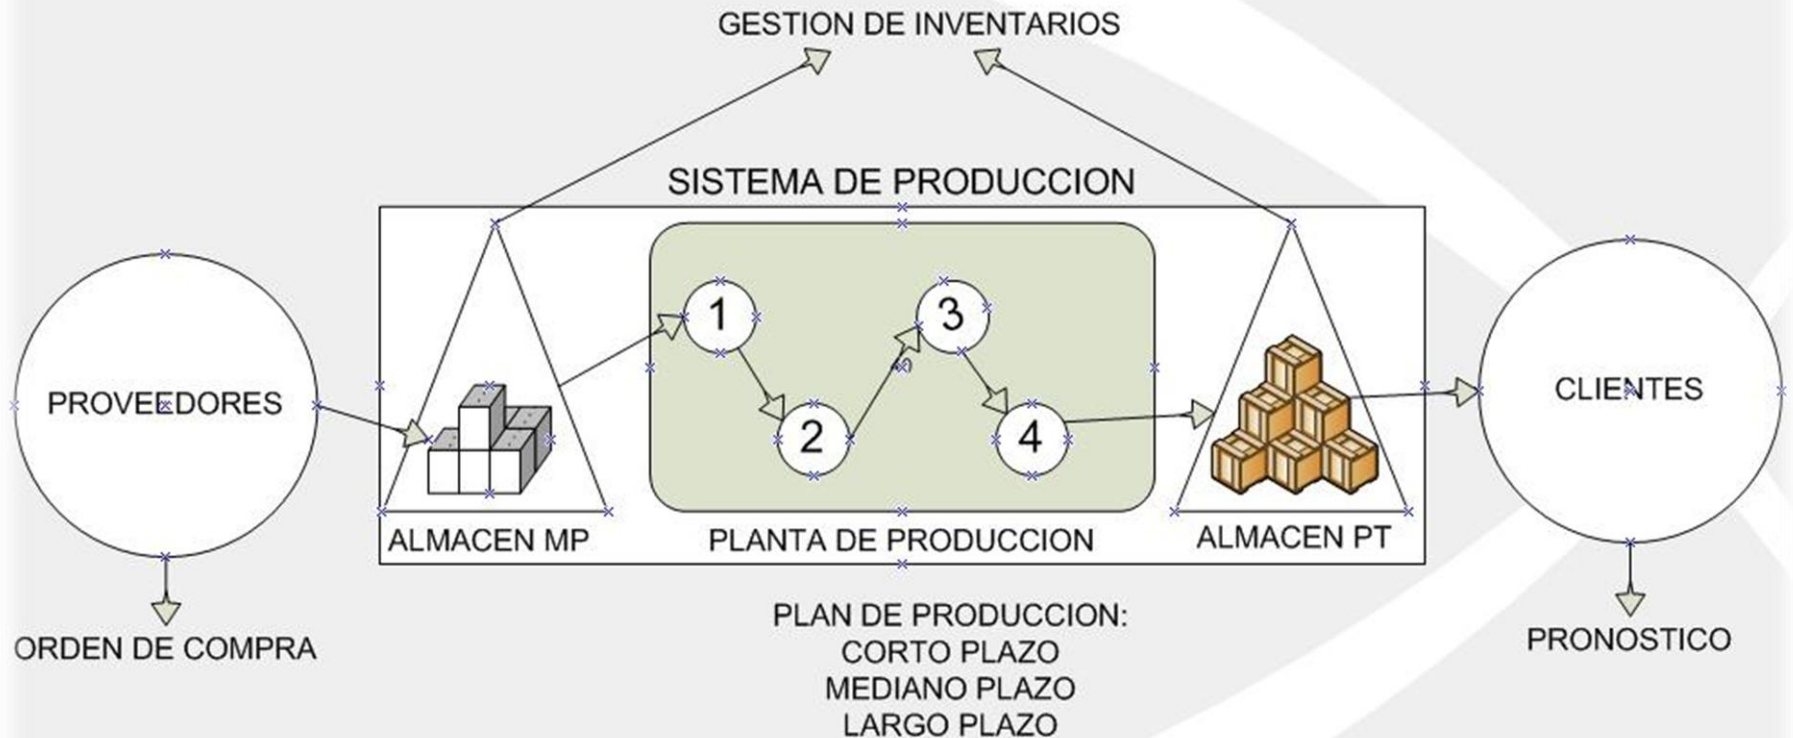 GESTION DE INVENTARIOS
SISTEMA DE PRODUCCION
1
3
PROVEEDORES
CLIENTES
2
4
ALMACEN MP
PLANTA DE PRODUCCION
ALMACEN PT
ORDEN DE COMPRA
PLAN DE PRODUCCION:
CORTO PLAZO
MEDIANO PLAZO
LARGO PLAZO
PRONOSTICO